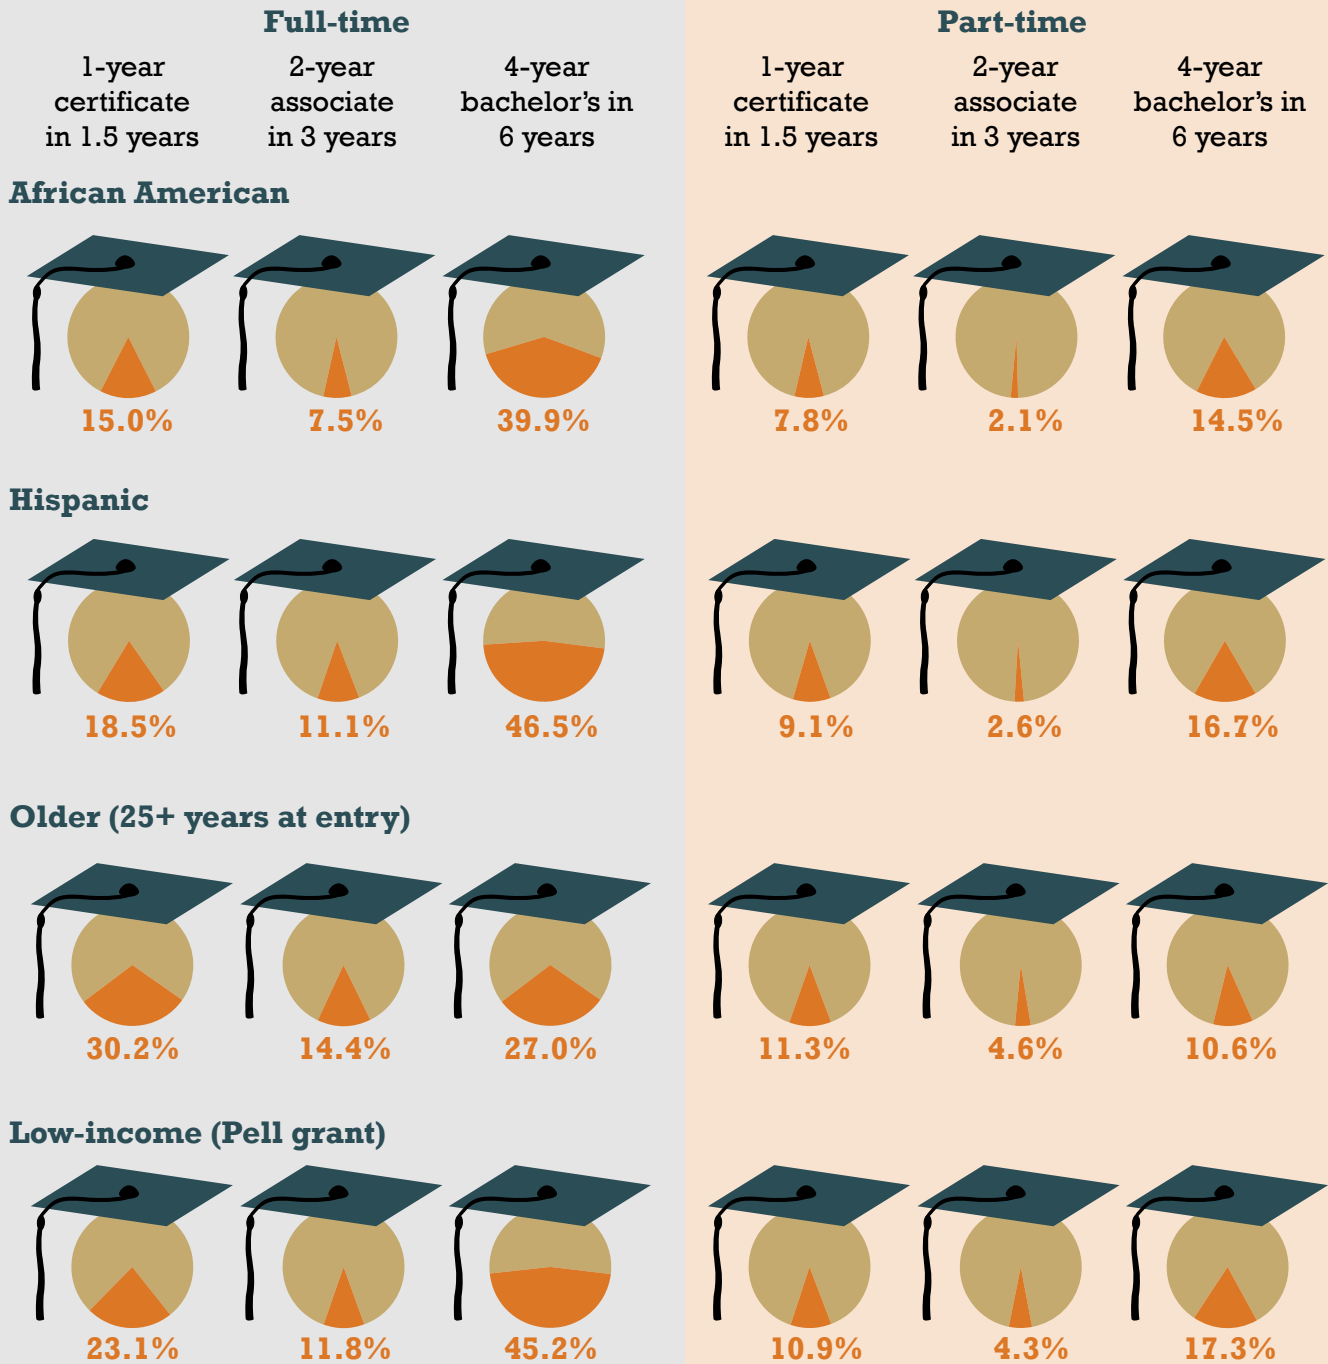 Full-time
1-year
certificate
in 1.5 years
2-year
associate
in 3 years
4-year
bachelor’s in
6 years
Part-time
1-year
certificate
in 1.5 years
2-year
associate
in 3 years
4-year
bachelor’s in
6 years
African American
15.0%
7.5%
39.9%
7.8%
2.1%
14.5%
Hispanic
18.5%
11.1%
46.5%
9.1%
2.6%
16.7%
Older (25+ years at entry)
30.2%
14.4%
27.0%
11.3%
4.6%
10.6%
Low-income (Pell grant)
23.1%
11.8%
45.2%
10.9%
4.3%
17.3%